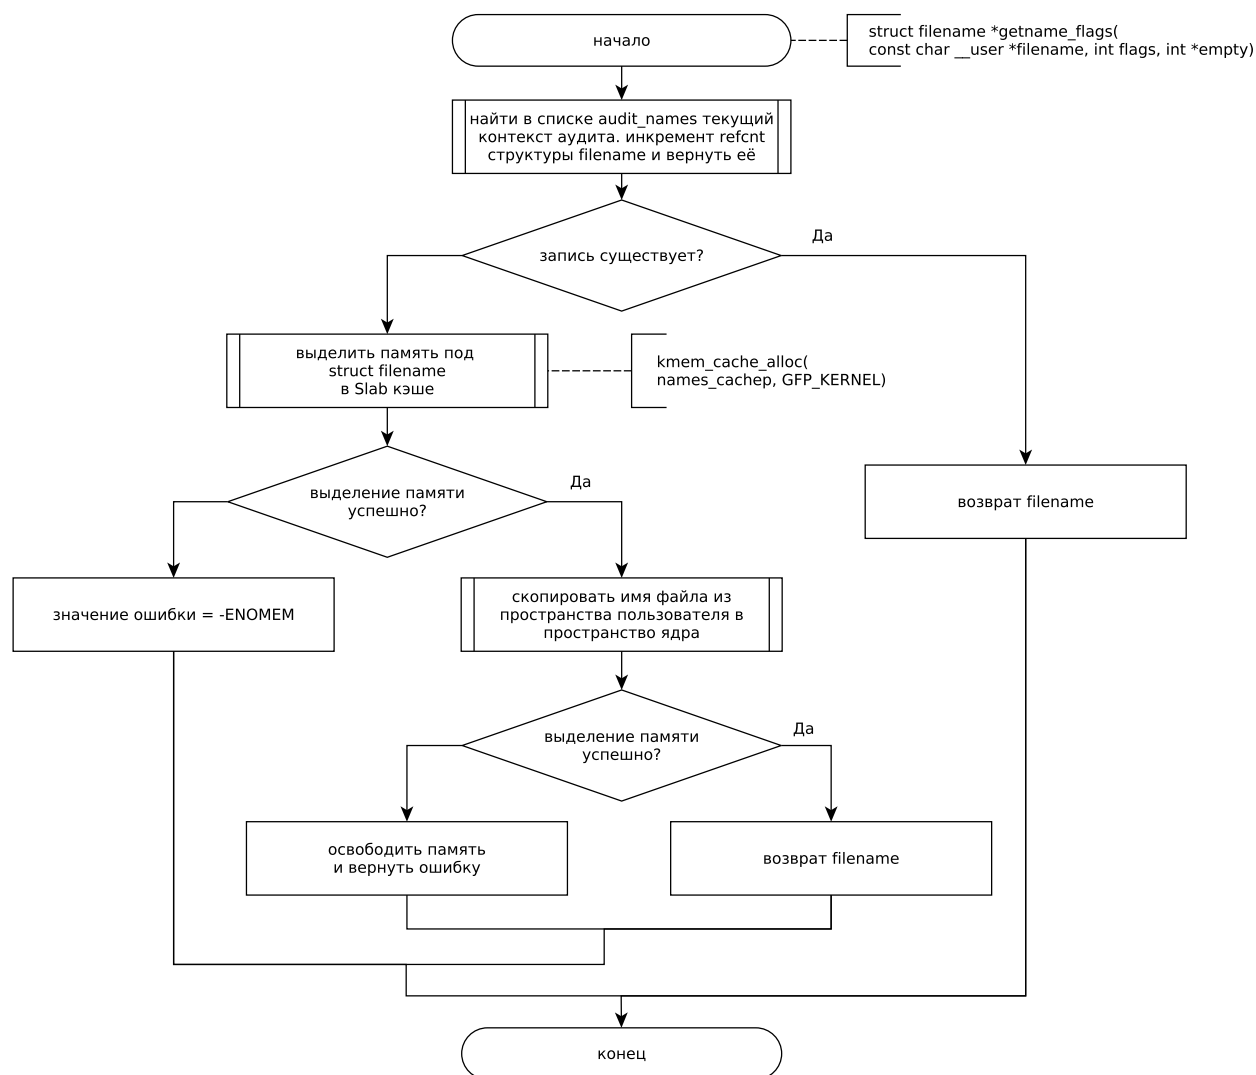 начало
struct filename *getname_flags(
const char __user *filename, int flags, int *empty)
найти в списке audit_names текущий
контекст аудита. инкремент refcnt
структуры filename и вернуть её
запись существует?
Да
выделить память под
struct filename
в Slab кэше
kmem_cache_alloc(
names_cachep, GFP_KERNEL)
выделение памяти
успешно?
Да
возврат filename
значение ошибки = -ENOMEM
скопировать имя файла из
пространства пользователя в
пространство ядра
выделение памяти
успешно?
Да
освободить память
и вернуть ошибку
возврат filename
конец